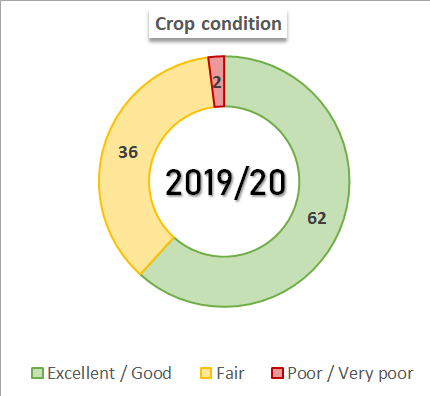 Crop condition
2
36
2019/20
62
Excellent / Good Fair Poor / Very poor